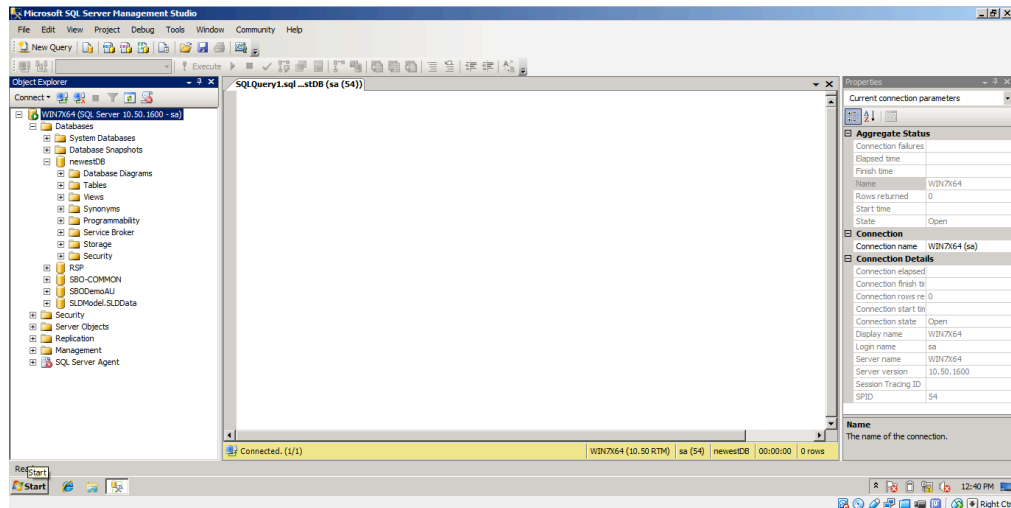 Microsoft SQL Server Management Studio
File Edit View Project Debug Tools Window Community Help
New Query
Execute
Object Explorer
Connect
WIN7X64 (SQL Server 10.50.1600 - sa)
Databases
System Databases
Database Snapshots
newestDB
Database Diagrams
Tables
Views
Synonyms
Programmability
Service Broker
Storage
Security
RSP
SBO-COMMON
SBODemoAU
SLDModel.SLDData
Security
Server Objects
Replication
Management
SQL Server Agent
SQLQuery1.sql ...stDB (sa (54))
Connected. (1/1) WIN7X64 (10.50 RTM) sa (54) newestDB 00:00:00 0 rows
Properties
Current connection parameters
Aggregate Status
Connection failures
Elapsed time
Finish time
Name WIN7X64
Rows returned 0
Start time
State Open
Connection
Connection name WIN7X64 (sa)
Connection Details
Connection elapsed
Connection finish tir
Connection rows re 0
Connection start tin
Connection state Open
Display name WIN7X64
Login name sa
Server name WIN7X64
Server version 10.50.1600
Session Tracing ID
SPID 54
Name
The name of the connection.
Start
Start 12:40 PM
Right Ctr